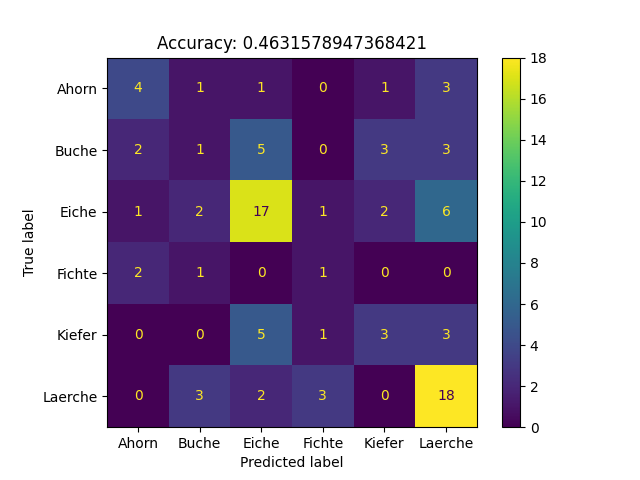 Accuracy: 0.4631578947368421
Ahorn 4 1 1 0 1 3
Buche 2 1 5 0 3 3
Eiche 1 2 17 1 2 6
Fichte 2 1 0 1 0 0
Kiefer 0 0 5 1 3 3
Laerche 0 3 2 3 0 18
Ahorn Buche Eiche Fichte Kiefer Laerche
Predicted label
True label
18
16
14
12
10
8
6
4
2
0